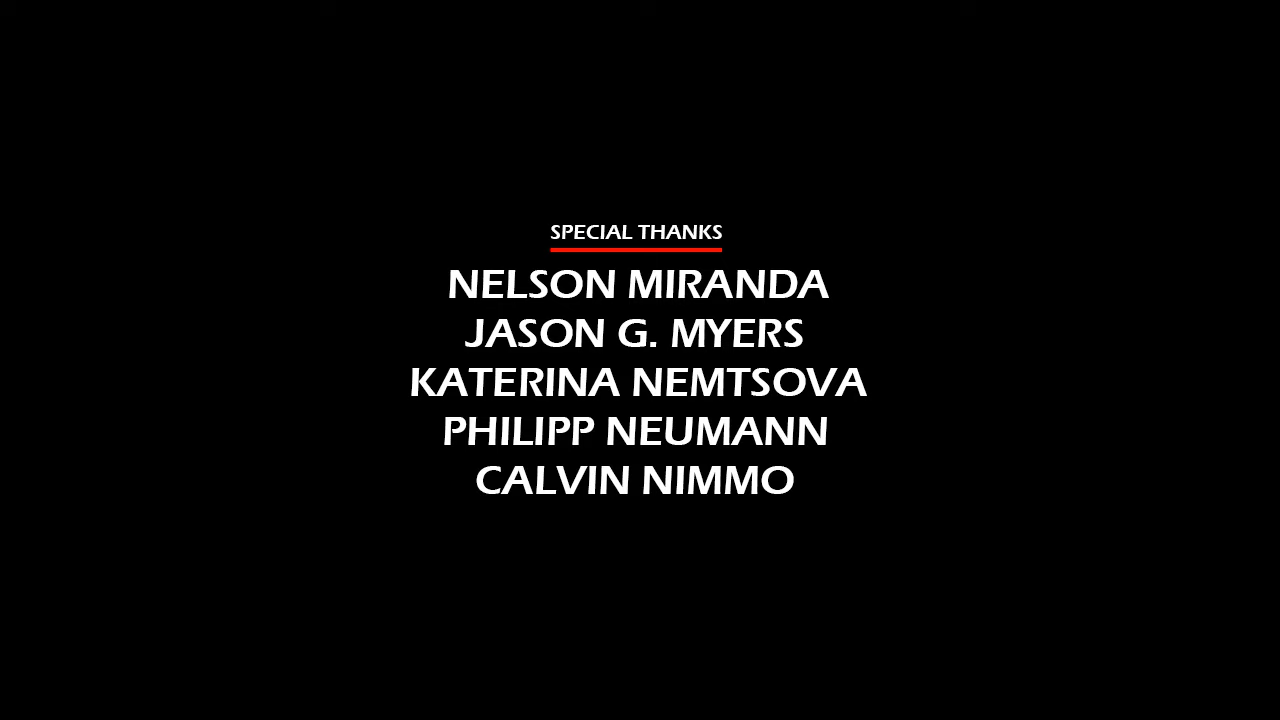 SPECIAL THANKS
NELSON MIRANDA
JASON G. MYERS
KATERINA NEMTSOVA
PHILIPP NEUMANN
CALVIN NIMMO